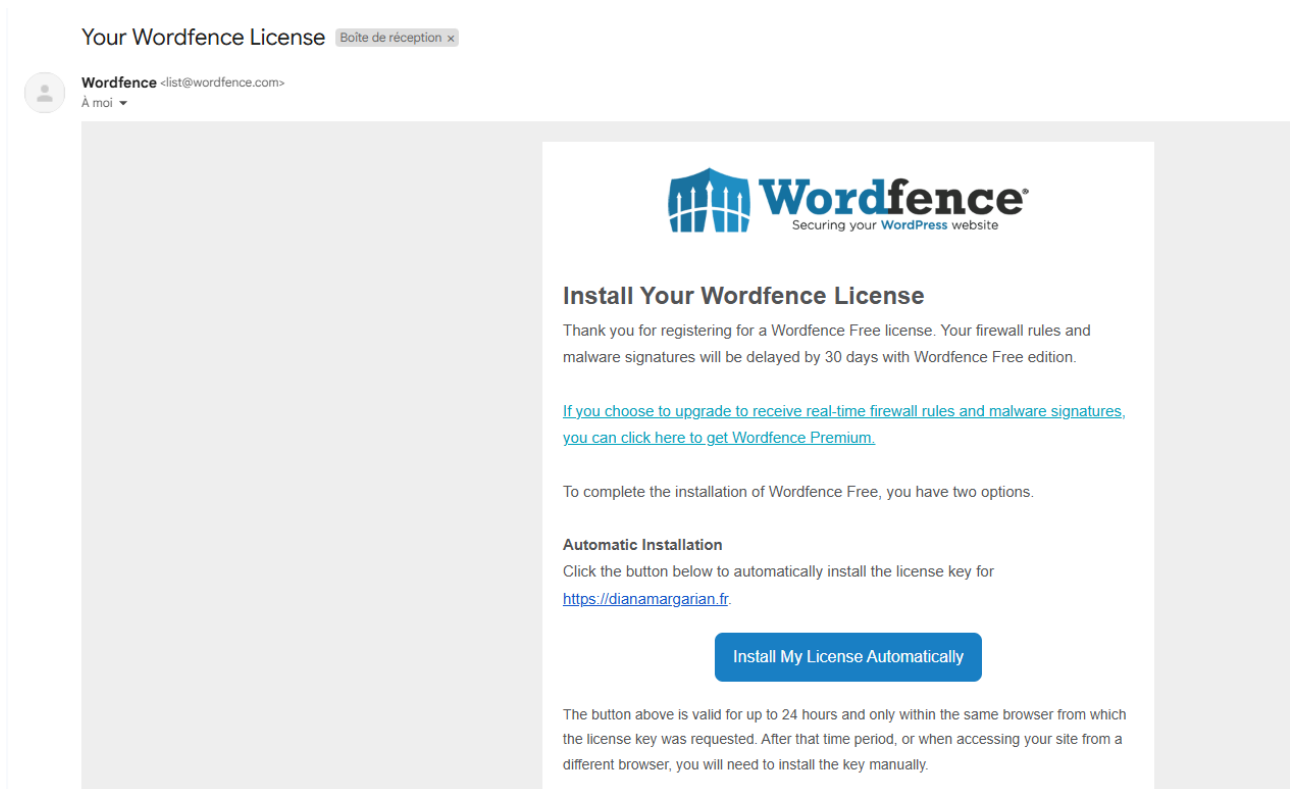 Your Wordfence License Boîte de réception ×
Wordfence <list@wordfence.com>
À moi
Wordfence®
Securing your WordPress website
Install Your Wordfence License
Thank you for registering for a Wordfence Free license. Your firewall rules and
malware signatures will be delayed by 30 days with Wordfence Free edition.
If you choose to upgrade to receive real-time firewall rules and malware signatures,
you can click here to get Wordfence Premium.
To complete the installation of Wordfence Free, you have two options.
Automatic Installation
Click the button below to automatically install the license key for
https://dianamargarian.fr.
Install My License Automatically
The button above is valid for up to 24 hours and only within the same browser from which
the license key was requested. After that time period, or when accessing your site from a
different browser, you will need to install the key manually.